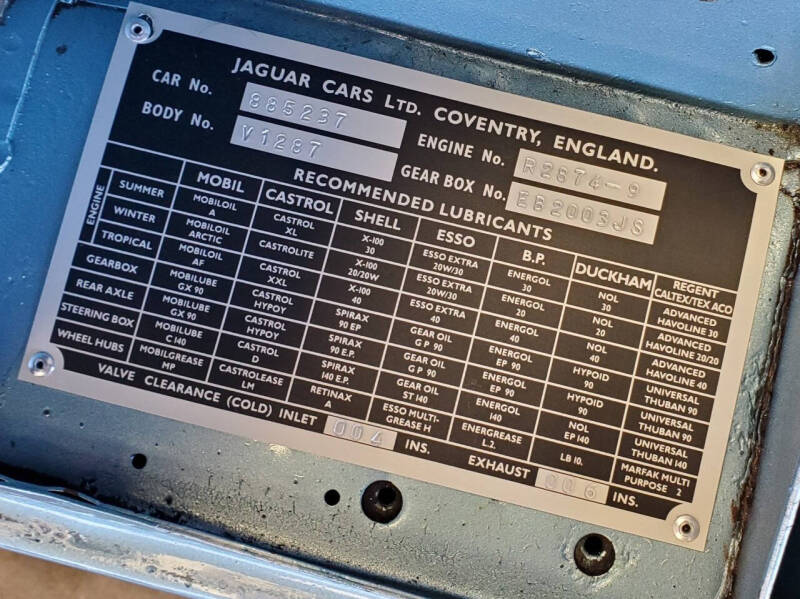 JAGUAR CARS LTD. COVENTRY, ENGLAND.
CAR No. 885237 ENGINE No. R2874-9
BODY No. V1287 GEAR BOX No. EB2003JS
RECOMMENDED LUBRICANTS
MOBIL CASTROL SHELL ESSO B.P. DUCKHAM REGENT CALTEX/TEXACO
ENGINE
SUMMER MOBILOIL A CASTROL XL X-100 30 ESSO EXTRA 20W/30 ENERGOL 30 NOL 30 ADVANCED HAVOLINE 30
WINTER MOBILOIL ARCTIC CASTROLITE X-100 20/20W ESSO EXTRA 20W/30 ENERGOL 20 NOL 20 ADVANCED HAVOLINE 20/20
TROPICAL MOBILOIL AF CASTROL XXL X-100 40 ESSO EXTRA 40 ENERGOL 40 NOL 40 ADVANCED HAVOLINE 40
GEARBOX MOBILUBE GX 90 CASTROL HYPOY SPIRAX 90 EP GEAR OIL G P 90 ENERGOL EP 90 HYPOID 90 UNIVERSAL THUBAN 90
REAR AXLE MOBILUBE GX 90 CASTROL HYPOY SPIRAX 90 E.P. GEAR OIL G P 90 ENERGOL EP 90 HYPOID 90 UNIVERSAL THUBAN 90
STEERING BOX MOBILUBE C 140 CASTROL D SPIRAX 140 E.P. GEAR OIL ST 140 ENERGOL 140 NOL EP 140 UNIVERSAL THUBAN 140
WHEEL HUBS MOBILGREASE MP CASTROLEASE LM RETINAX A ESSO MULTI-GREASE H ENERGREASE L.2. LB 10. MARFAK MULTI PURPOSE 2
VALVE CLEARANCE (COLD) INLET 004 INS. EXHAUST 006 INS.